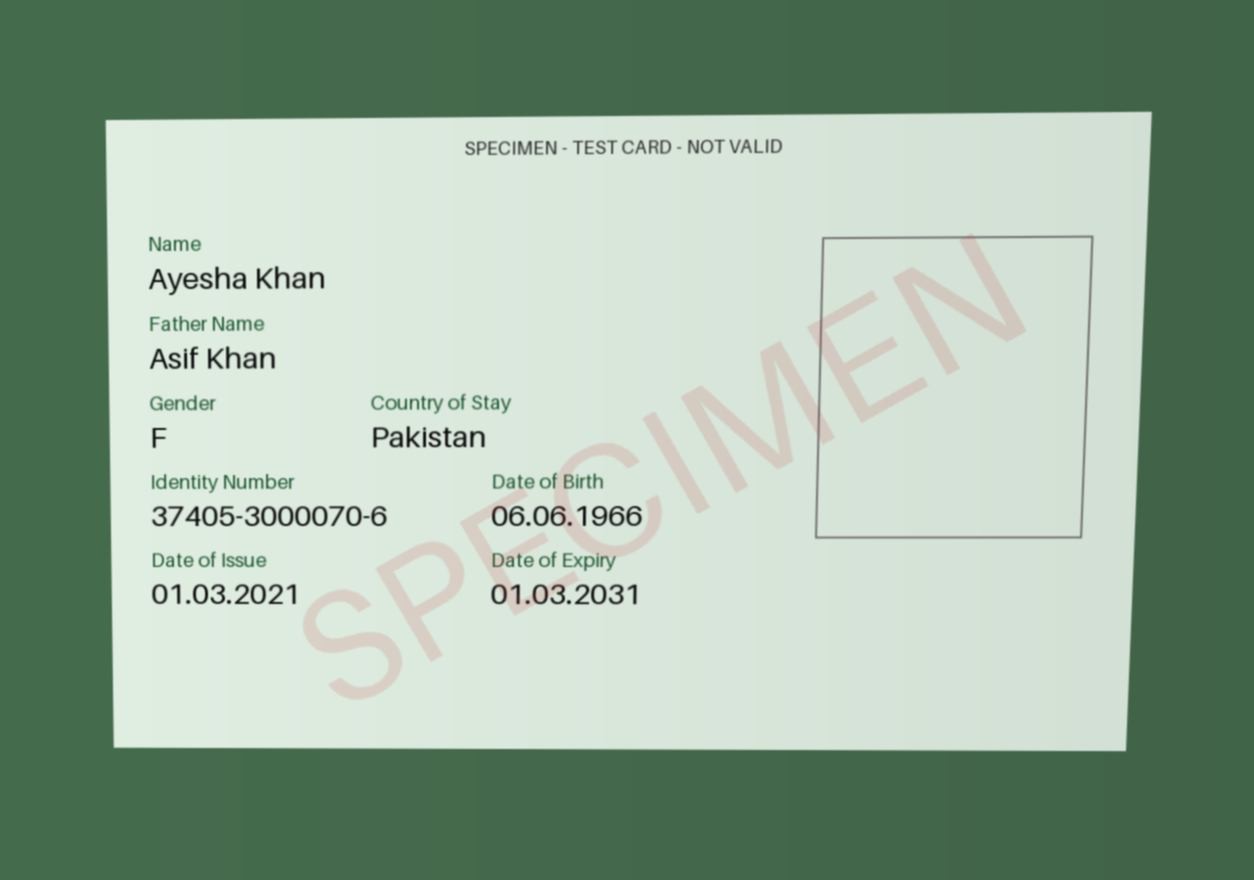 SPECIMEN - TEST CARD - NOT VALID
Name
Ayesha Khan
Father Name
Asif Khan
Gender Country of Stay
F Pakistan
Identity Number Date of Birth
37405-3000070-6 06.06.1966
Date of Issue Date of Expiry
01.03.2021 01.03.2031
SPECIMEN